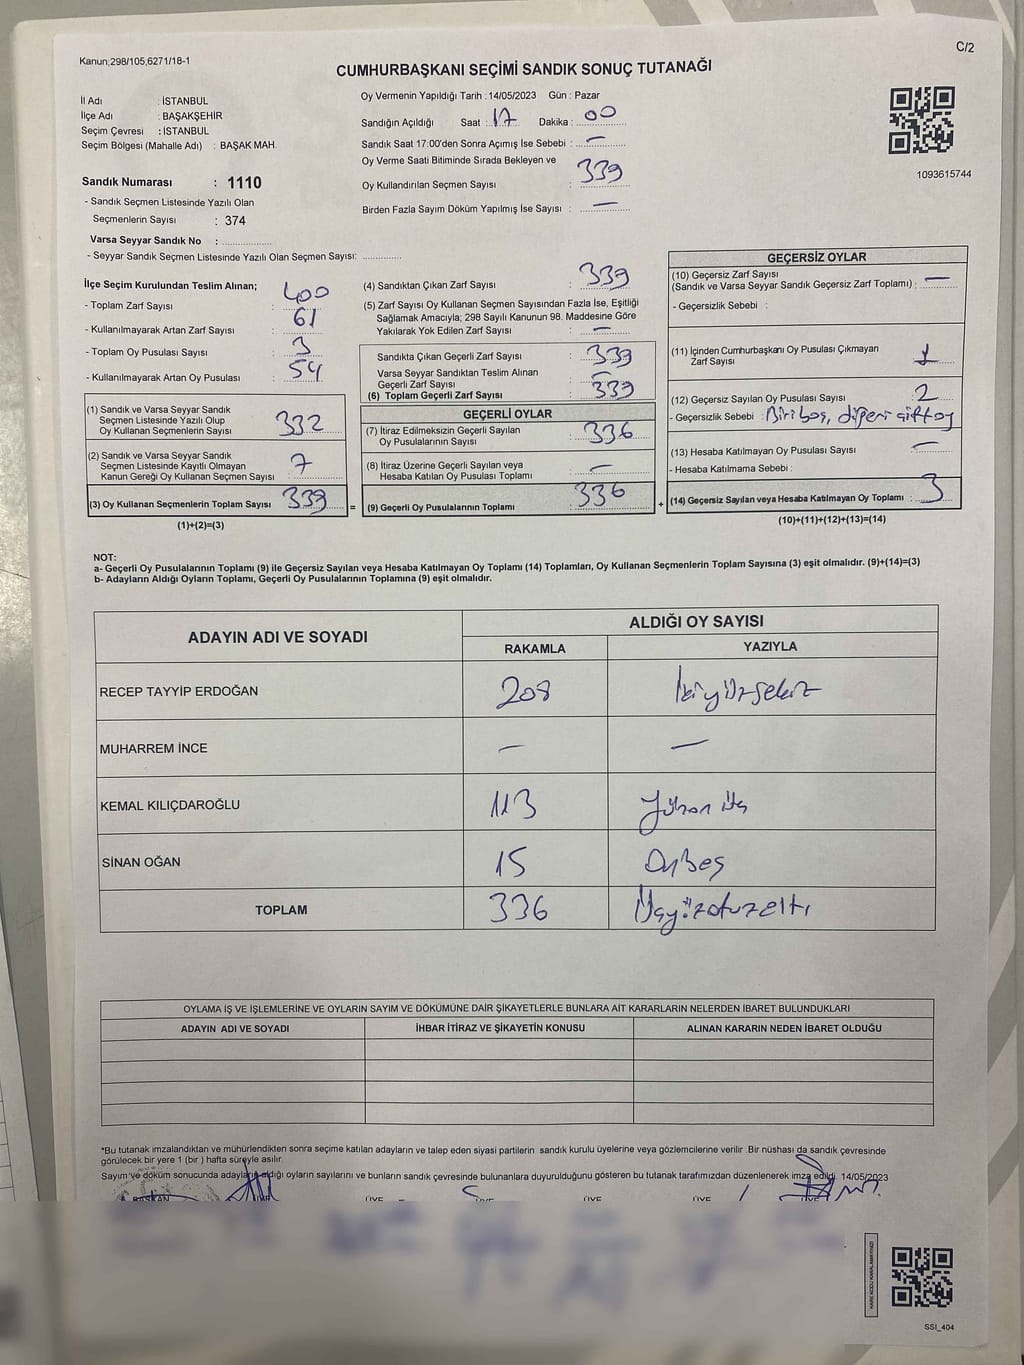 Kanun;298/105,6271/18-1
C/2
CUMHURBAŞKANI SEÇİMİ SANDIK SONUÇ TUTANAĞI
İl Adı : İSTANBUL
İlçe Adı : BAŞAKŞEHİR
Seçim Çevresi : İSTANBUL
Seçim Bölgesi (Mahalle Adı) : BAŞAK MAH.
Sandık Numarası : 1110
- Sandık Seçmen Listesinde Yazılı Olan
Seçmenlerin Sayısı : 374
Varsa Seyyar Sandık No : ..................
- Seyyar Sandık Seçmen Listesinde Yazılı Olan Seçmen Sayısı: .............
Oy Vermenin Yapıldığı Tarih : 14/05/2023 Gün : Pazar
Sandığın Açıldığı Saat : 17 Dakika : 00
Sandık Saat 17:00'den Sonra Açımış İse Sebebi : —
Oy Verme Saati Bitiminde Sırada Bekleyen ve
Oy Kullandırılan Seçmen Sayısı : 339
Birden Fazla Sayım Döküm Yapılmış İse Sayısı : —
1093615744
İlçe Seçim Kurulundan Teslim Alınan;
- Toplam Zarf Sayısı : 400
- Kullanılmayarak Artan Zarf Sayısı : 61
- Toplam Oy Pusulası Sayısı : 3
- Kullanılmayarak Artan Oy Pusulası : 54
(1) Sandık ve Varsa Seyyar Sandık
Seçmen Listesinde Yazılı Olup
Oy Kullanan Seçmenlerin Sayısı : 332
(2) Sandık ve Varsa Seyyar Sandık
Seçmen Listesinde Kayıtlı Olmayan
Kanun Gereği Oy Kullanan Seçmen Sayısı : 7
(3) Oy Kullanan Seçmenlerin Toplam Sayısı : 339
(1)+(2)=(3)
(4) Sandıktan Çıkan Zarf Sayısı : 339
(5) Zarf Sayısı Oy Kullanan Seçmen Sayısından Fazla İse, Eşitliği
Sağlamak Amacıyla; 298 Sayılı Kanunun 98. Maddesine Göre
Yakılarak Yok Edilen Zarf Sayısı : —
Sandıkta Çıkan Geçerli Zarf Sayısı : 339
Varsa Seyyar Sandıktan Teslim Alınan
Geçerli Zarf Sayısı : —
(6) Toplam Geçerli Zarf Sayısı : 339
GEÇERLİ OYLAR
(7) İtiraz Edilmeksizin Geçerli Sayılan
Oy Pusulalarının Sayısı : 336
(8) İtiraz Üzerine Geçerli Sayılan veya
Hesaba Katılan Oy Pusulası Toplamı : —
= (9) Geçerli Oy Pusulalarının Toplamı : 336
GEÇERSİZ OYLAR
(10) Geçersiz Zarf Sayısı
(Sandık ve Varsa Seyyar Sandık Geçersiz Zarf Toplamı) : —
- Geçersizlik Sebebi :
(11) İçinden Cumhurbaşkanı Oy Pusulası Çıkmayan
Zarf Sayısı : 1
(12) Geçersiz Sayılan Oy Pusulası Sayısı : 2
- Geçersizlik Sebebi : Biri boş, diğeri çift oy
(13) Hesaba Katılmayan Oy Pusulası Sayısı : —
- Hesaba Katılmama Sebebi :
+ (14) Geçersiz Sayılan veya Hesaba Katılmayan Oy Toplamı : 3
(10)+(11)+(12)+(13)=(14)
NOT:
a- Geçerli Oy Pusulalarının Toplamı (9) ile Geçersiz Sayılan veya Hesaba Katılmayan Oy Toplamı (14) Toplamları, Oy Kullanan Seçmenlerin Toplam Sayısına (3) eşit olmalıdır. (9)+(14)=(3)
b- Adayların Aldığı Oyların Toplamı, Geçerli Oy Pusulalarının Toplamına (9) eşit olmalıdır.
ADAYIN ADI VE SOYADI
ALDIĞI OY SAYISI
RAKAMLA YAZIYLA
RECEP TAYYİP ERDOĞAN 208 İkiyüzsekiz
MUHARREM İNCE — —
KEMAL KILIÇDAROĞLU 113
SİNAN OĞAN 15 Onbeş
TOPLAM 336 Üçyüzotuzaltı
OYLAMA İŞ VE İŞLEMLERİNE VE OYLARIN SAYIM VE DÖKÜMÜNE DAİR ŞİKAYETLERLE BUNLARA AİT KARARLARIN NELERDEN İBARET BULUNDUKLARI
ADAYIN ADI VE SOYADI İHBAR İTİRAZ VE ŞİKAYETİN KONUSU ALINAN KARARIN NEDEN İBARET OLDUĞU
*Bu tutanak imzalandıktan ve mühürlendikten sonra seçime katılan adayların ve talep eden siyasi partilerin sandık kurulu üyelerine veya gözlemcilerine verilir .Bir nüshası da sandık çevresinde
görülecek bir yere 1 (bir ) hafta süreyle asılır.
Sayım ve döküm sonucunda adayların aldığı oyların sayılarını ve bunların sandık çevresinde bulunanlara duyurulduğunu gösteren bu tutanak tarafımızdan düzenlenerek imza edildi. 14/05/2023
BAŞKAN ÜYE ÜYE ÜYE
SSI_404